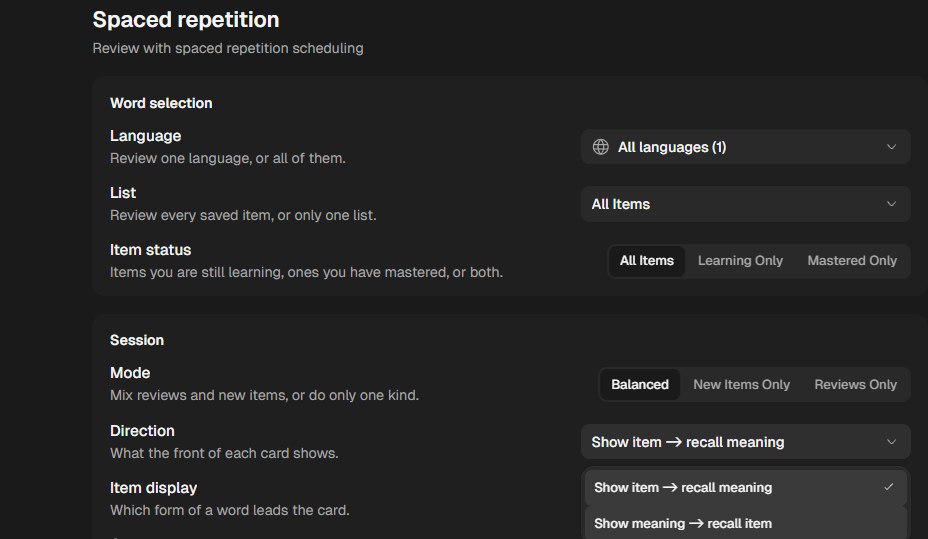 Spaced repetition
Review with spaced repetition scheduling
Word selection
Language
Review one language, or all of them.
All languages (1)
List
Review every saved item, or only one list.
All Items
Item status
Items you are still learning, ones you have mastered, or both.
All Items
Learning Only
Mastered Only
Session
Mode
Mix reviews and new items, or do only one kind.
Balanced
New Items Only
Reviews Only
Direction
What the front of each card shows.
Show item → recall meaning
Show item → recall meaning
Show meaning → recall item
Item display
Which form of a word leads the card.